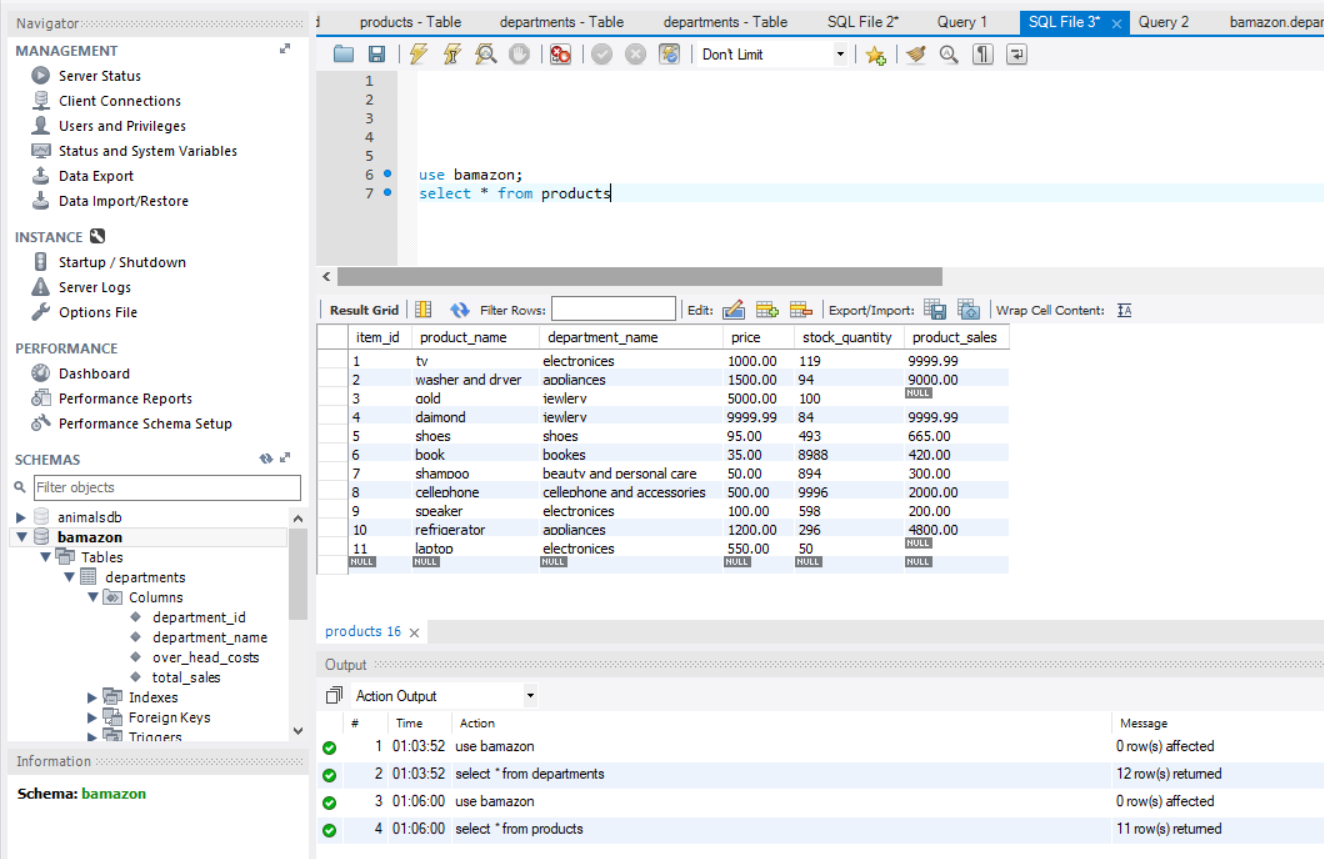 Navigator
MANAGEMENT
Server Status
Client Connections
Users and Privileges
Status and System Variables
Data Export
Data Import/Restore
INSTANCE
Startup / Shutdown
Server Logs
Options File
PERFORMANCE
Dashboard
Performance Reports
Performance Schema Setup
SCHEMAS
Filter objects
animalsdb
bamazon
Tables
departments
Columns
department_id
department_name
over_head_costs
total_sales
Indexes
Foreign Keys
Triggers
Information
Schema: bamazon
products - Table departments - Table departments - Table SQL File 2* Query 1 SQL File 3* Query 2 bamazon.depar
Don't Limit
1
2
3
4
5
6 use bamazon;
7 select * from products
Result Grid Filter Rows: Edit: Export/Import: Wrap Cell Content:
item_id product_name department_name price stock_quantity product_sales
1 tv electronices 1000.00 119 9999.99
2 washer and dryer appliances 1500.00 94 9000.00
3 gold jewlery 5000.00 100 NULL
4 daimond jewlery 9999.99 84 9999.99
5 shoes shoes 95.00 493 665.00
6 book bookes 35.00 8988 420.00
7 shampoo beauty and personal care 50.00 894 300.00
8 cellephone cellephone and accessories 500.00 9996 2000.00
9 speaker electronices 100.00 598 200.00
10 refrigerator appliances 1200.00 296 4800.00
11 laptop electronices 550.00 50 NULL
NULL NULL NULL NULL NULL NULL
products 16
Output
Action Output
# Time Action Message
1 01:03:52 use bamazon 0 row(s) affected
2 01:03:52 select * from departments 12 row(s) returned
3 01:06:00 use bamazon 0 row(s) affected
4 01:06:00 select * from products 11 row(s) returned